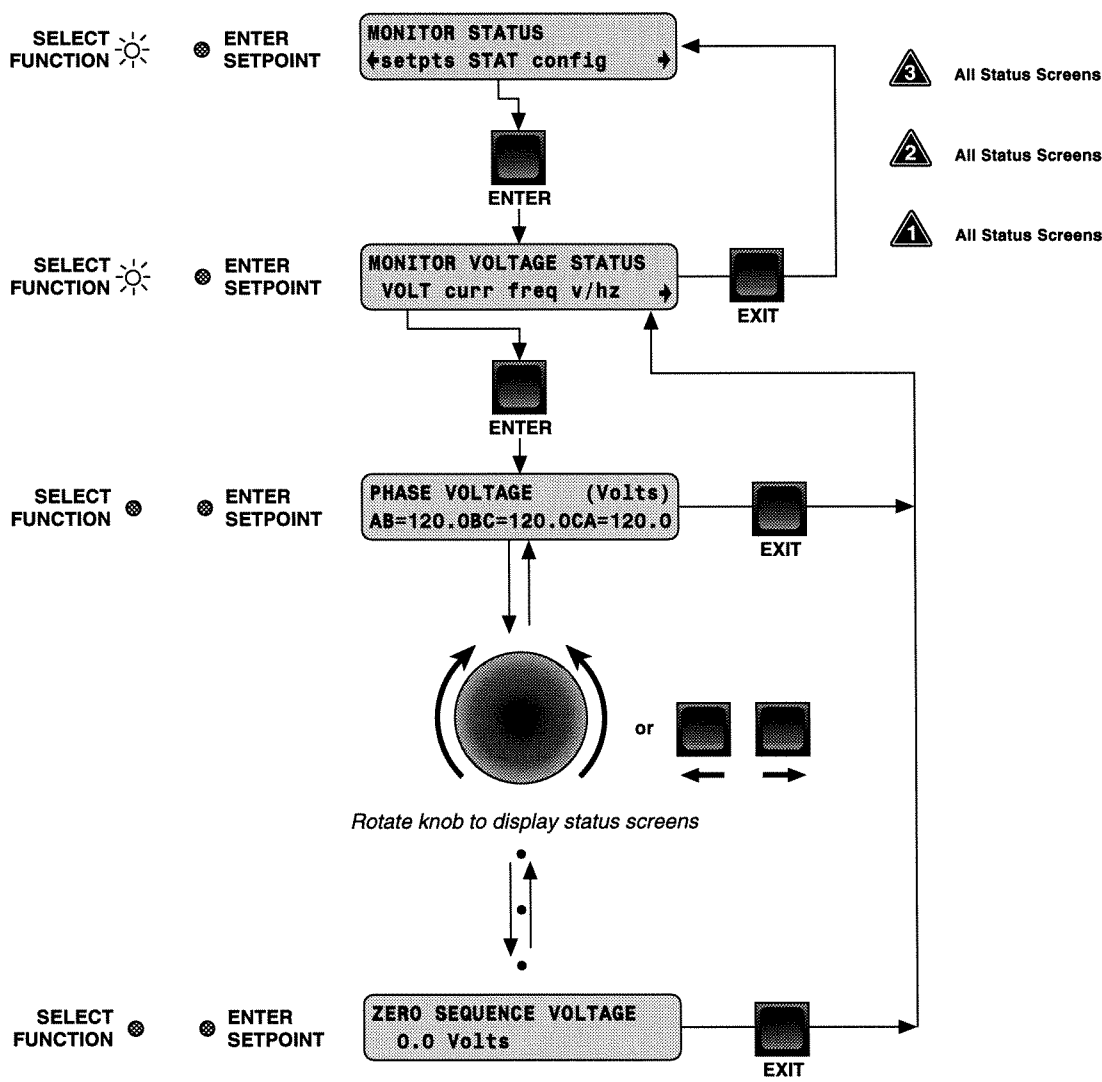 SELECT
FUNCTION
ENTER
SETPOINT
MONITOR STATUS
←setpts STAT config →
3 All Status Screens
2 All Status Screens
1 All Status Screens
ENTER
SELECT
FUNCTION
ENTER
SETPOINT
MONITOR VOLTAGE STATUS
VOLT curr freq v/hz →
EXIT
ENTER
SELECT
FUNCTION
ENTER
SETPOINT
PHASE VOLTAGE (Volts)
AB=120.0BC=120.0CA=120.0
EXIT
or
Rotate knob to display status screens
SELECT
FUNCTION
ENTER
SETPOINT
ZERO SEQUENCE VOLTAGE
0.0 Volts
EXIT